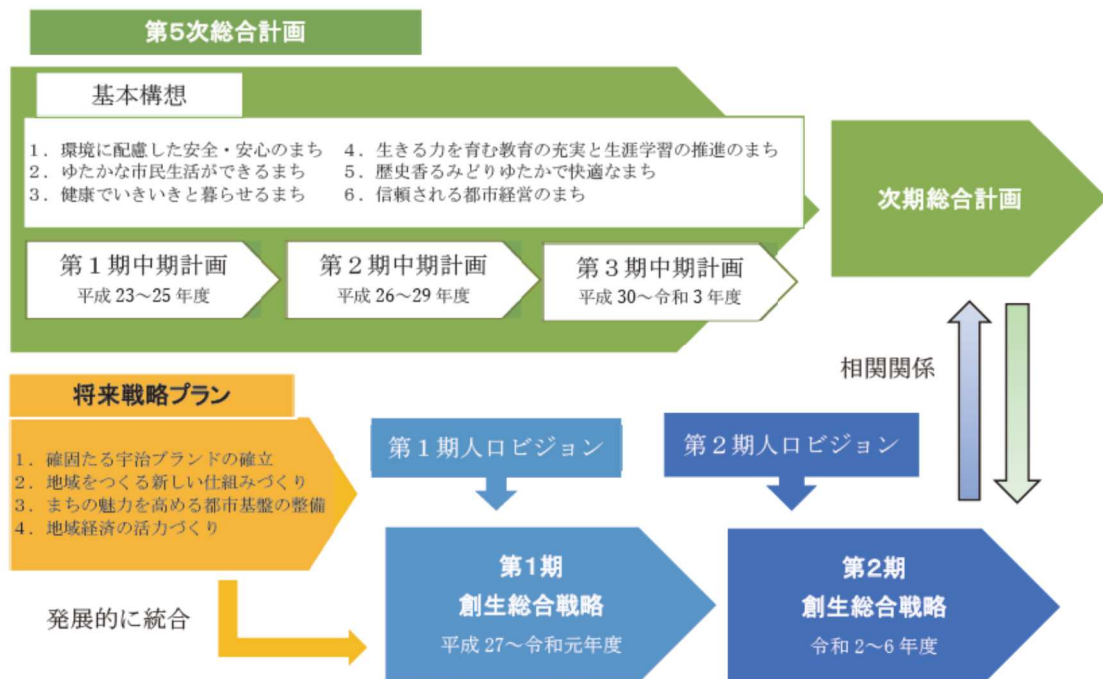 第5次総合計画
基本構想
1．環境に配慮した安全・安心のまち
2．ゆたかな市民生活ができるまち
3．健康でいきいきと暮らせるまち
4．生きる力を育む教育の充実と生涯学習の推進のまち
5．歴史香るみどりゆたかで快適なまち
6．信頼される都市経営のまち
第1期中期計画
平成 23～25 年度
第2期中期計画
平成 26～29 年度
第3期中期計画
平成 30～令和 3 年度
次期総合計画
相関関係
将来戦略プラン
1．確固たる宇治ブランドの確立
2．地域をつくる新しい仕組みづくり
3．まちの魅力を高める都市基盤の整備
4．地域経済の活力づくり
発展的に統合
第1期人口ビジョン
第2期人口ビジョン
第1期
創生総合戦略
平成 27～令和元年度
第2期
創生総合戦略
令和 2～6 年度